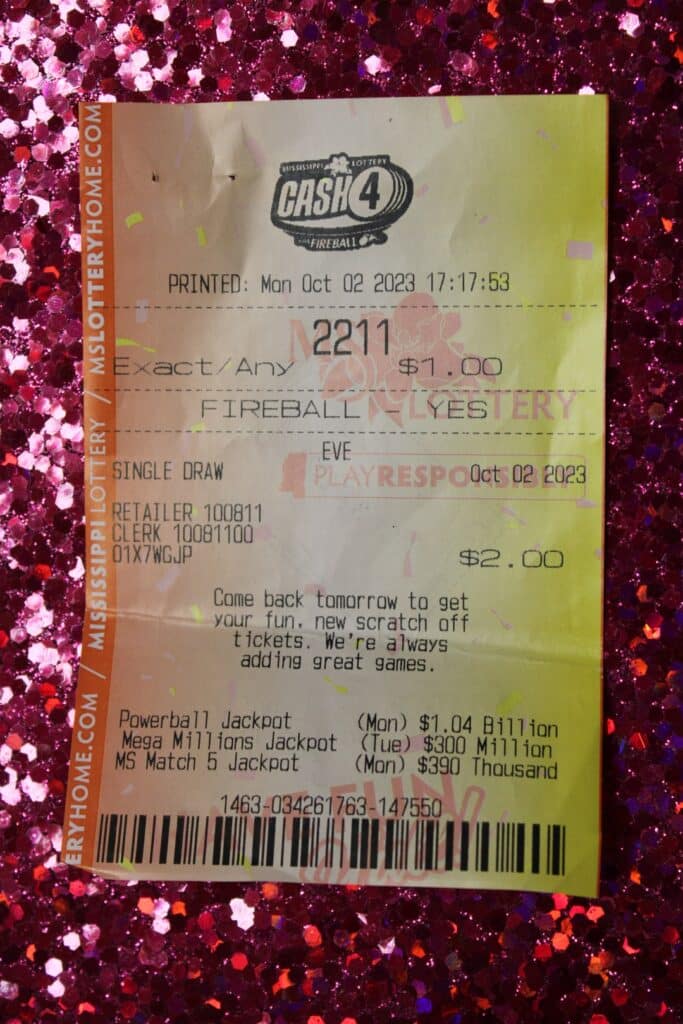 MISSISSIPPI LOTTERY
CASH 4
FIREBALL
PRINTED: Mon Oct 02 2023 17:17:53
2211
Exact/Any $1.00
FIREBALL - YES
LOTTERY
EVE
SINGLE DRAW Oct 02 2023
PLAYRESPONSIBLY
RETAILER 100811
CLERK 10081100
01X7WGJP $2.00
Come back tomorrow to get
your fun, new scratch off
tickets. We're always
adding great games.
Powerball Jackpot (Mon) $1.04 Billion
Mega Millions Jackpot (Tue) $300 Million
MS Match 5 Jackpot (Mon) $390 Thousand
1463-034261763-147550
ERYHOME.COM / MISSISSIPPI LOTTERY / MSLOTTERYHOME.COM